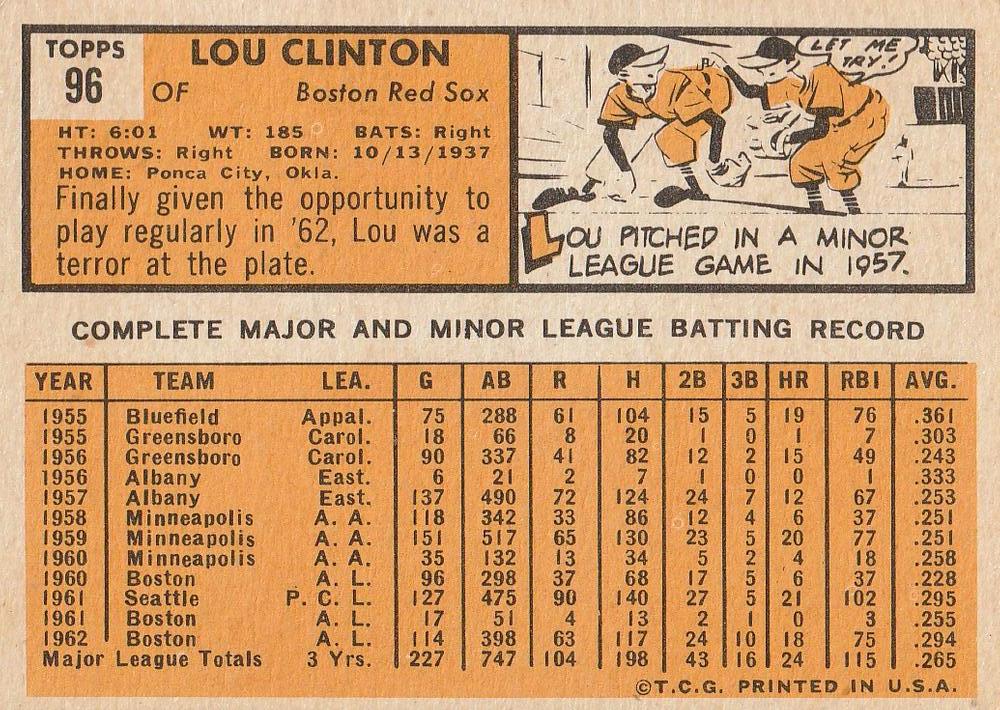 TOPPS
96
LOU CLINTON
OF Boston Red Sox
HT: 6:01 WT: 185 BATS: Right
THROWS: Right BORN: 10/13/1937
HOME: Ponca City, Okla.
Finally given the opportunity to
play regularly in '62, Lou was a
terror at the plate.
LET ME
TRY!
B
LOU PITCHED IN A MINOR
LEAGUE GAME IN 1957.
COMPLETE MAJOR AND MINOR LEAGUE BATTING RECORD
YEAR TEAM LEA. G AB R H 2B 3B HR RBI AVG.
1955 Bluefield Appal. 75 288 61 104 15 5 19 76 .361
1955 Greensboro Carol. 18 66 8 20 1 0 1 7 .303
1956 Greensboro Carol. 90 337 41 82 12 2 15 49 .243
1956 Albany East. 6 21 2 7 1 0 0 1 .333
1957 Albany East. 137 490 72 124 24 7 12 67 .253
1958 Minneapolis A. A. 118 342 33 86 12 4 6 37 .251
1959 Minneapolis A. A. 151 517 65 130 23 5 20 77 .251
1960 Minneapolis A. A. 35 132 13 34 5 2 4 18 .258
1960 Boston A. L. 96 298 37 68 17 5 6 37 .228
1961 Seattle P. C. L. 127 475 90 140 27 5 21 102 .295
1961 Boston A. L. 17 51 4 13 2 1 0 3 .255
1962 Boston A. L. 114 398 63 117 24 10 18 75 .294
Major League Totals 3 Yrs. 227 747 104 198 43 16 24 115 .265
©T.C.G. PRINTED IN U.S.A.